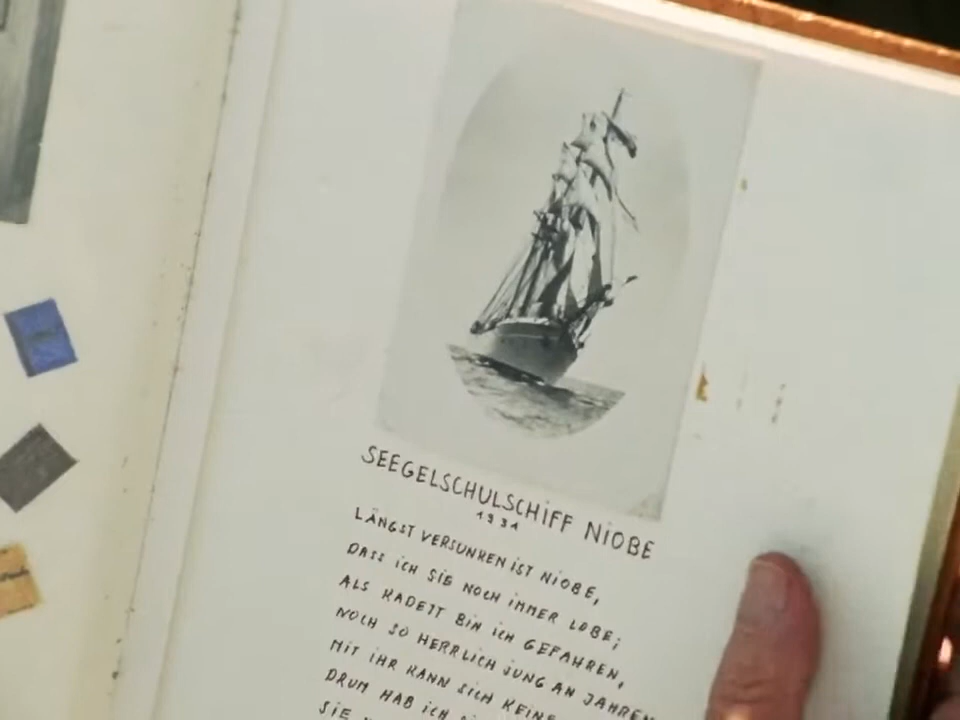 SEEGELSCHULSCHIFF NIOBE
1931
LÄNGST VERSUNKEN IST NIOBE,
DASS ICH SIE NOCH IMMER LOBE;
ALS KADETT BIN ICH GEFAHREN,
NOCH SO HERRLICH JUNG AN JAHREN
MIT IHR KANN SICH KEINE
DRUM HAB ICH
SIE